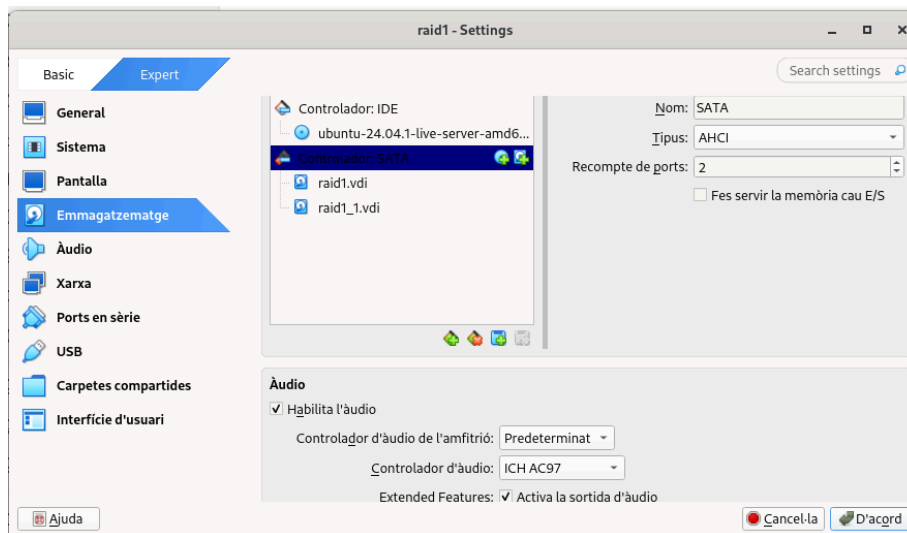 raid1 - Settings
Basic
Expert
Search settings
General
Sistema
Pantalla
Emmagatzematge
Àudio
Xarxa
Ports en sèrie
USB
Carpetes compartides
Interfície d'usuari
Controlador: IDE
ubuntu-24.04.1-live-server-amd6...
Controlador: SATA
raid1.vdi
raid1_1.vdi
Nom: SATA
Tipus: AHCI
Recompte de ports: 2
Fes servir la memòria cau E/S
Àudio
Habilita l'àudio
Controlador d'àudio de l'amfitrió: Predeterminat
Controlador d'àudio: ICH AC97
Extended Features: Activa la sortida d'àudio
Ajuda
Cancel·la
D'acord